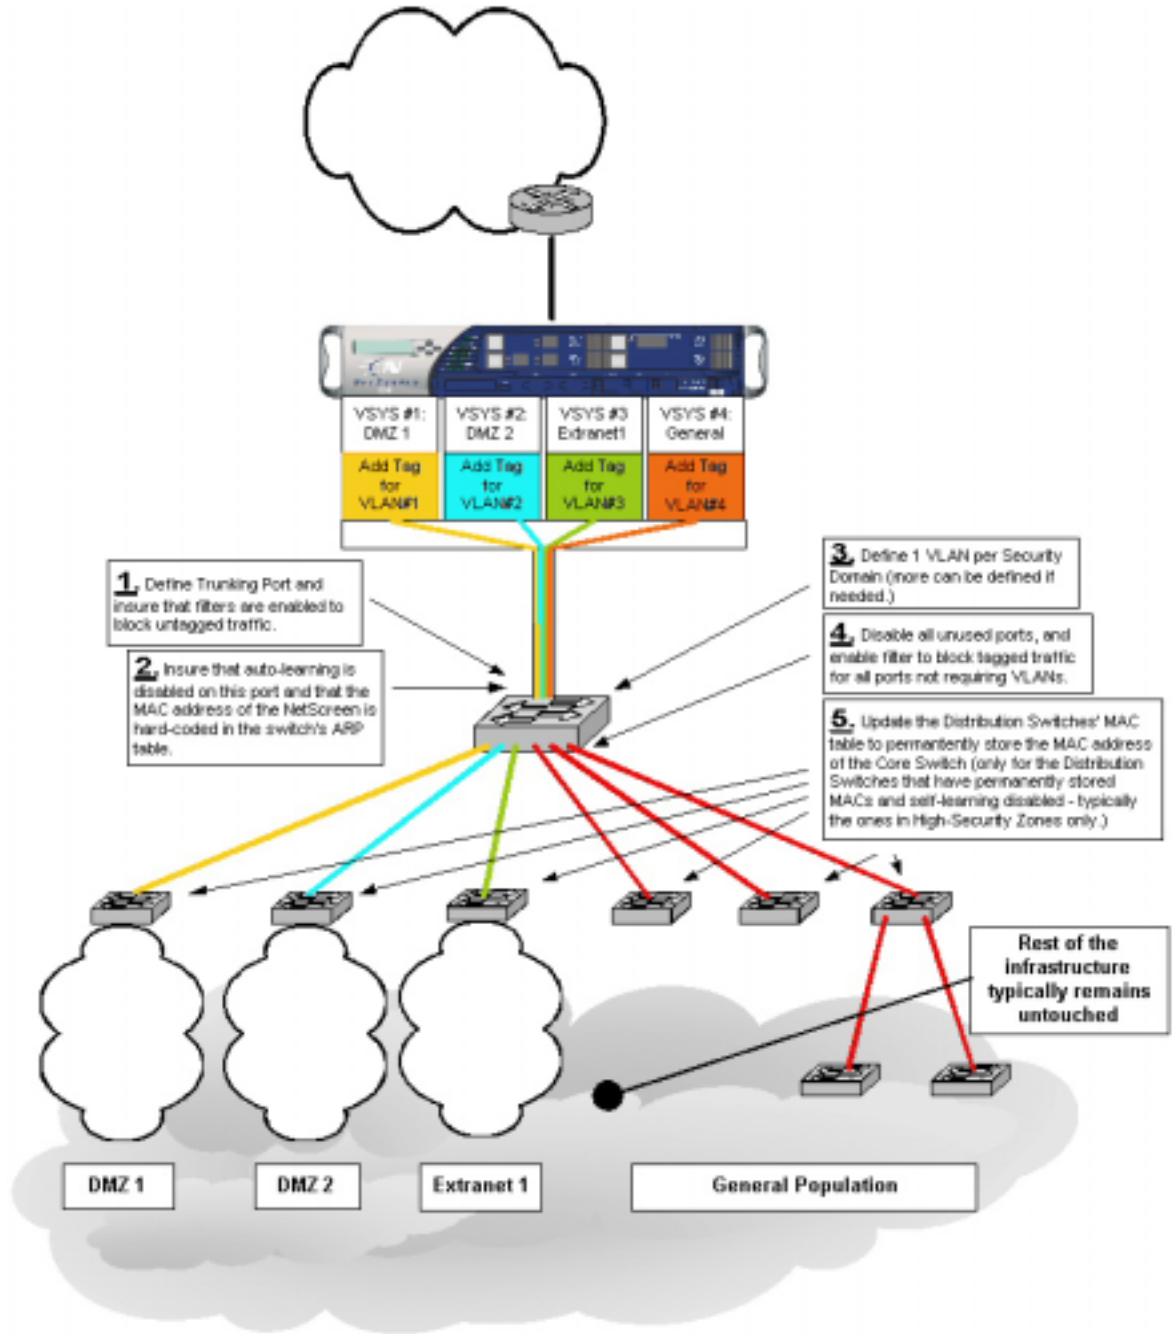 VSYS #1:
DMZ 1
VSYS #2:
DMZ 2
VSYS #3
Extranet1
VSYS #4:
General
Add Tag
for
VLAN#1
Add Tag
for
VLAN#2
Add Tag
for
VLAN#3
Add Tag
for
VLAN#4
1. Define Trunking Port and
insure that filters are enabled to
block untagged traffic.
2. Insure that auto-learning is
disabled on this port and that the
MAC address of the NetScreen is
hard-coded in the switch's ARP
table.
3. Define 1 VLAN per Security
Domain (more can be defined if
needed.)
4. Disable all unused ports, and
enable filter to block tagged traffic
for all ports not requiring VLANs.
5. Update the Distribution Switches' MAC
table to permantently store the MAC address
of the Core Switch (only for the Distribution
Switches that have permanently stored
MACs and self-learning disabled - typically
the ones in High-Security Zones only.)
Rest of the
infrastructure
typically remains
untouched
DMZ 1
DMZ 2
Extranet 1
General Population